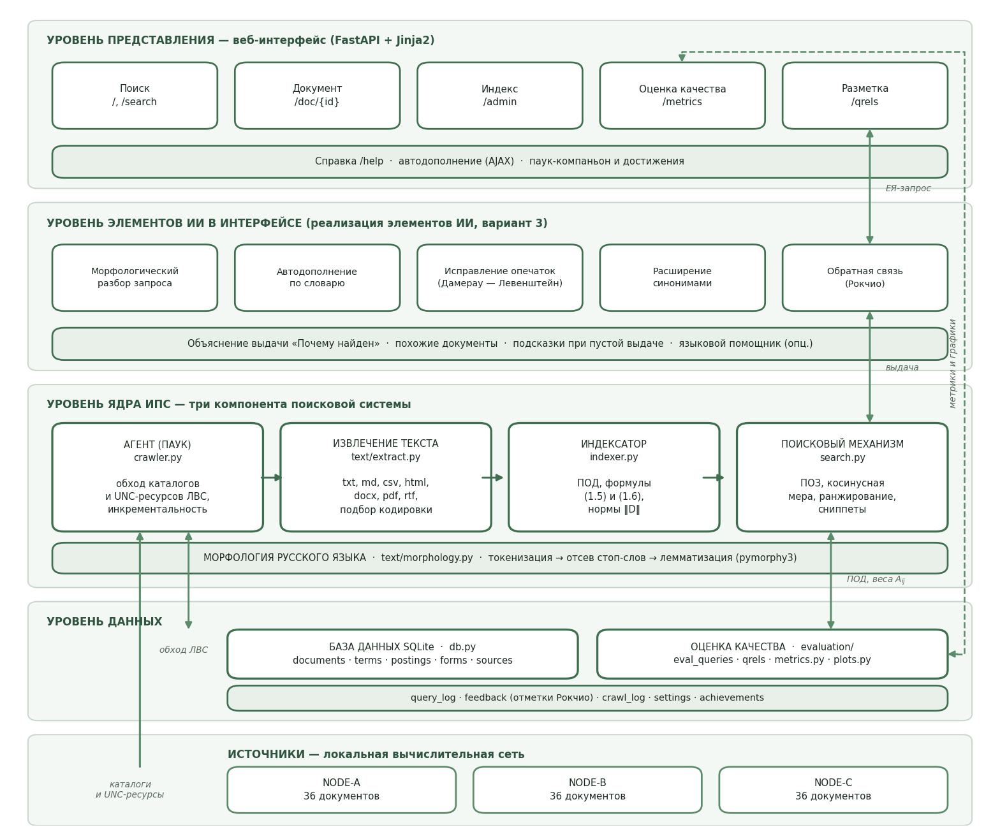 УРОВЕНЬ ПРЕДСТАВЛЕНИЯ — веб-интерфейс (FastAPI + Jinja2)
Поиск
/, /search
Документ
/doc/{id}
Индекс
/admin
Оценка качества
/metrics
Разметка
/qrels
Справка /help · автодополнение (AJAX) · паук-компаньон и достижения
ЕЯ-запрос
УРОВЕНЬ ЭЛЕМЕНТОВ ИИ В ИНТЕРФЕЙСЕ (реализация элементов ИИ, вариант 3)
Морфологический
разбор запроса
Автодополнение
по словарю
Исправление опечаток
(Дамерау — Левенштейн)
Расширение
синонимами
Обратная связь
(Рокчио)
Объяснение выдачи «Почему найден» · похожие документы · подсказки при пустой выдаче · языковой помощник (опц.)
выдача
метрики и графики
УРОВЕНЬ ЯДРА ИПС — три компонента поисковой системы
АГЕНТ (ПАУК)
crawler.py
обход каталогов
и UNC-ресурсов ЛВС,
инкрементальность
ИЗВЛЕЧЕНИЕ ТЕКСТА
text/extract.py
txt, md, csv, html,
docx, pdf, rtf,
подбор кодировки
ИНДЕКСАТОР
indexer.py
ПОД, формулы
(1.5) и (1.6),
нормы ‖D‖
ПОИСКОВЫЙ МЕХАНИЗМ
search.py
ПОЗ, косинусная
мера, ранжирование,
сниппеты
МОРФОЛОГИЯ РУССКОГО ЯЗЫКА · text/morphology.py · токенизация → отсев стоп-слов → лемматизация (pymorphy3)
ПОД, веса Aij
УРОВЕНЬ ДАННЫХ
обход ЛВС
БАЗА ДАННЫХ SQLite · db.py
documents · terms · postings · forms · sources
ОЦЕНКА КАЧЕСТВА · evaluation/
eval_queries · qrels · metrics.py · plots.py
query_log · feedback (отметки Рокчио) · crawl_log · settings · achievements
ИСТОЧНИКИ — локальная вычислительная сеть
каталоги
и UNC-ресурсы
NODE-A
36 документов
NODE-B
36 документов
NODE-C
36 документов